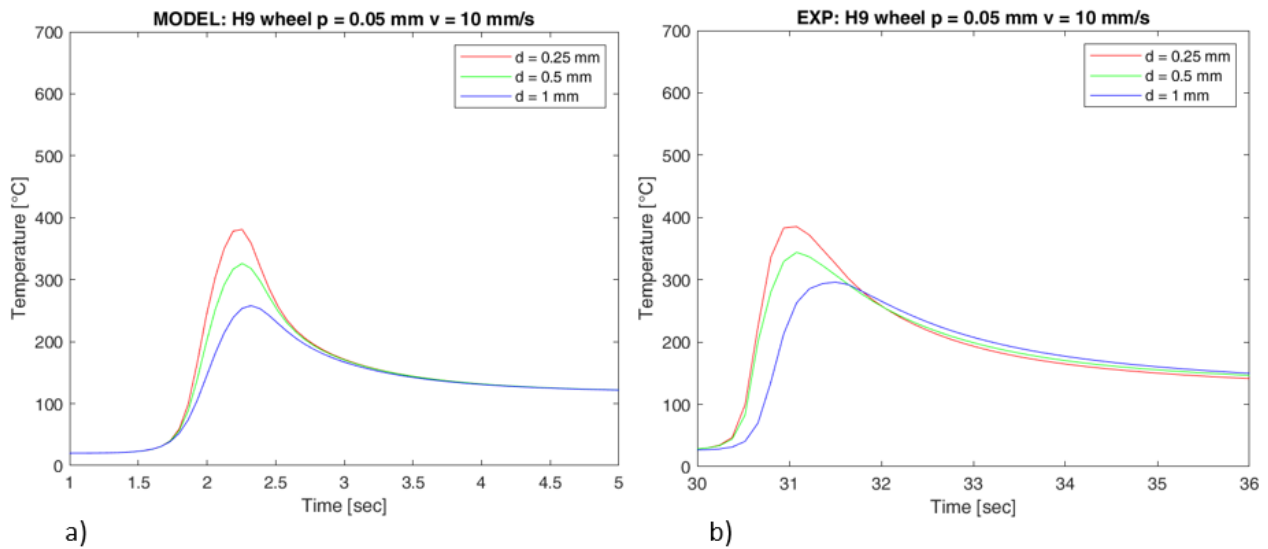 MODEL: H9 wheel p = 0.05 mm v = 10 mm/s
700
600
500
400
300
200
100
0
Temperature [°C]
d = 0.25 mm
d = 0.5 mm
d = 1 mm
1 1.5 2 2.5 3 3.5 4 4.5 5
Time [sec]
a)
EXP: H9 wheel p = 0.05 mm v = 10 mm/s
700
600
500
400
300
200
100
0
Temperature [°C]
d = 0.25 mm
d = 0.5 mm
d = 1 mm
30 31 32 33 34 35 36
Time [sec]
b)